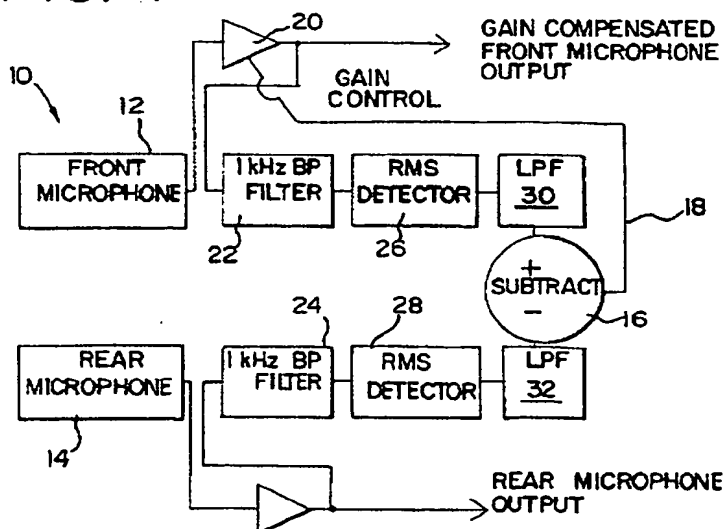 20
GAIN COMPENSATED
FRONT MICROPHONE
OUTPUT
10
GAIN
CONTROL
12
FRONT
MICROPHONE
1 kHz BP
FILTER
22
RMS
DETECTOR
26
LPF
30
18
+
SUBTRACT
−
16
24
28
REAR
MICROPHONE
14
1 kHz BP
FILTER
RMS
DETECTOR
LPF
32
REAR MICROPHONE
OUTPUT